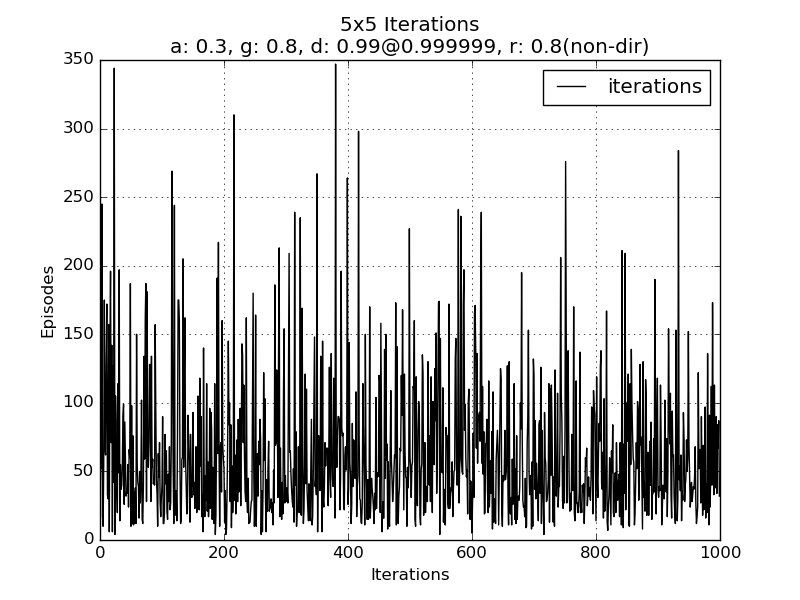 5x5 Iterations
a: 0.3, g: 0.8, d: 0.99@0.999999, r: 0.8(non-dir)
350
iterations
300
250
200
Episodes
150
100
50
0
0 200 400 600 800 1000
Iterations